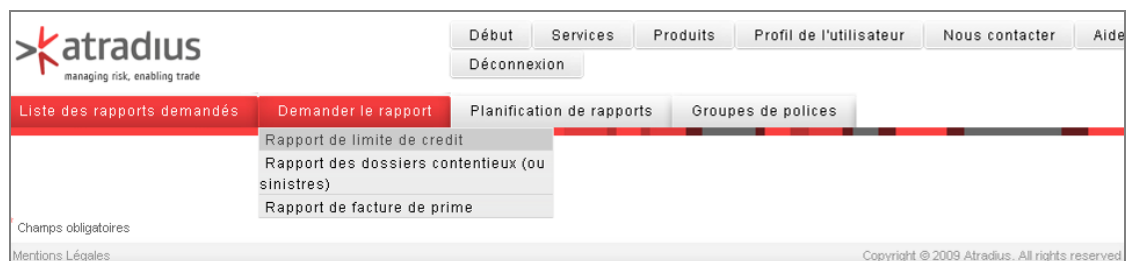 atradius
managing risk, enabling trade
Début Services Produits Profil de l'utilisateur Nous contacter Aide
Déconnexion
Liste des rapports demandés Demander le rapport Planification de rapports Groupes de polices
Rapport de limite de credit
Rapport des dossiers contentieux (ou
sinistres)
Rapport de facture de prime
Champs obligatoires
Mentions Légales Copyright © 2009 Atradius. All rights reserved